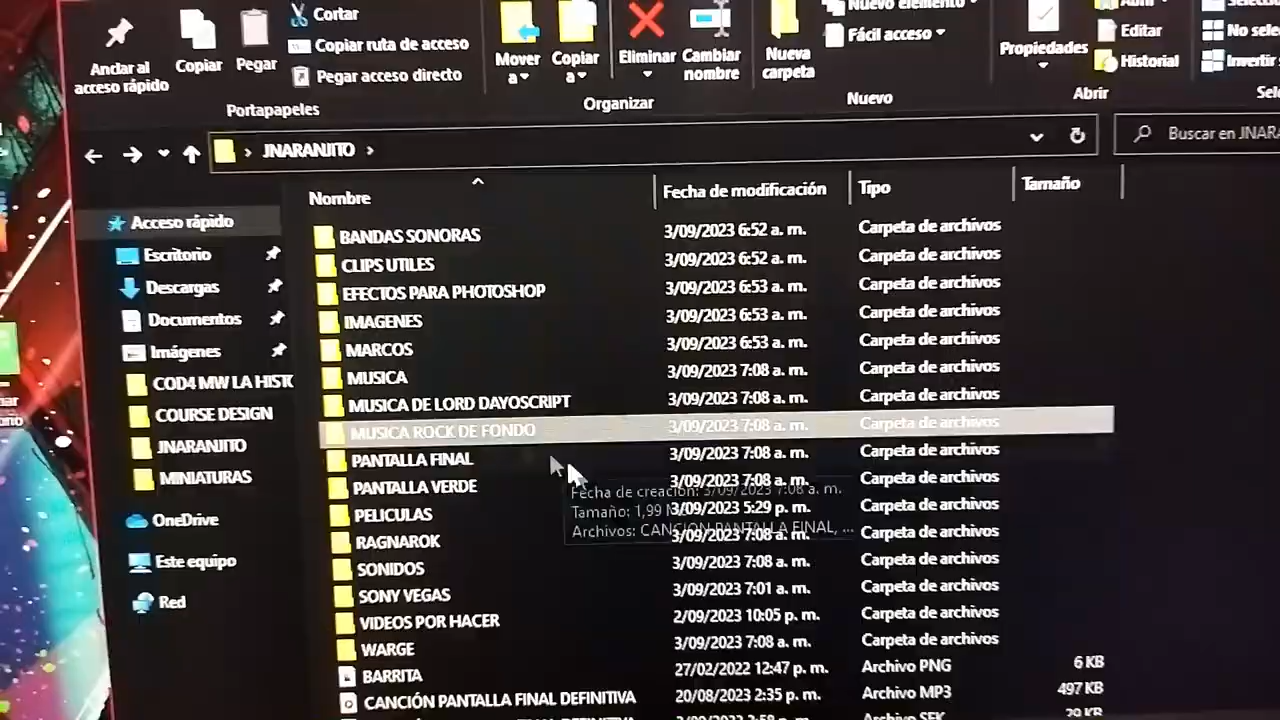 Cortar
Nuevo elemento
Copiar ruta de acceso
Fácil acceso
Editar
Pegar acceso directo
Historial
Invertir
Anclar al
acceso rápido
Copiar
Pegar
Mover
a
Copiar
a
Eliminar
Cambiar
nombre
Nueva
carpeta
Propiedades
Portapapeles
Organizar
Nuevo
Abrir
JNARANJITO
Buscar en JNARA
Nombre
Fecha de modificación
Tipo
Tamaño
Acceso rápido
Escritorio
Descargas
Documentos
Imágenes
COD4 MW LA HISTO
COURSE DESIGN
JNARANJITO
MINIATURAS
OneDrive
Este equipo
Red
BANDAS SONORAS 3/09/2023 6:52 a. m. Carpeta de archivos
CLIPS UTILES 3/09/2023 6:52 a. m. Carpeta de archivos
EFECTOS PARA PHOTOSHOP 3/09/2023 6:53 a. m. Carpeta de archivos
IMAGENES 3/09/2023 6:53 a. m. Carpeta de archivos
MARCOS 3/09/2023 6:53 a. m. Carpeta de archivos
MUSICA 3/09/2023 7:08 a. m. Carpeta de archivos
MUSICA DE LORD DAYOSCRIPT 3/09/2023 7:08 a. m. Carpeta de archivos
MUSICA ROCK DE FONDO 3/09/2023 7:08 a. m. Carpeta de archivos
PANTALLA FINAL 3/09/2023 7:08 a. m. Carpeta de archivos
PANTALLA VERDE 3/09/2023 7:08 a. m. Carpeta de archivos
Fecha de creación: 3/09/2023 7:08 a. m.
PELICULAS 3/09/2023 5:29 p. m. Carpeta de archivos
Tamaño: 1,99
Archivos: CANCION PANTALLA FINAL, ...
RAGNAROK 3/09/2023 7:08 a. m. Carpeta de archivos
SONIDOS 3/09/2023 7:08 a. m. Carpeta de archivos
SONY VEGAS 3/09/2023 7:01 a. m. Carpeta de archivos
VIDEOS POR HACER 2/09/2023 10:05 p. m. Carpeta de archivos
WARGE 3/09/2023 7:08 a. m. Carpeta de archivos
BARRITA 27/02/2022 12:47 p. m. Archivo PNG 6 KB
CANCIÓN PANTALLA FINAL DEFINITIVA 20/08/2023 2:35 p. m. Archivo MP3 497 KB